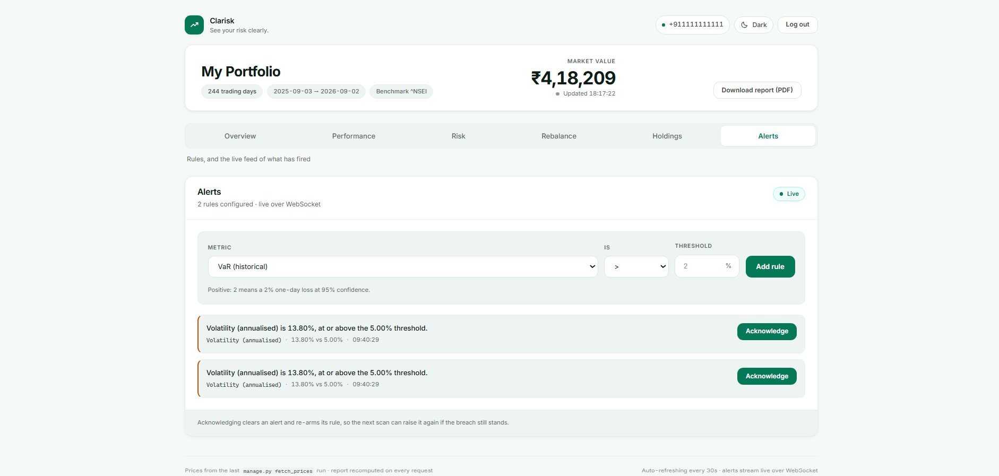 Clarisk
See your risk clearly.
+911111111111
Dark
Log out
My Portfolio
244 trading days
2025-09-03 → 2026-09-02
Benchmark ^NSEI
MARKET VALUE
₹4,18,209
Updated 18:17:22
Download report (PDF)
Overview
Performance
Risk
Rebalance
Holdings
Alerts
Rules, and the live feed of what has fired
Alerts
2 rules configured · live over WebSocket
Live
METRIC
IS
THRESHOLD
VaR (historical)
>
2
%
Add rule
Positive: 2 means a 2% one-day loss at 95% confidence.
Volatility (annualised) is 13.80%, at or above the 5.00% threshold.
Volatility (annualised) · 13.80% vs 5.00% · 09:40:29
Acknowledge
Volatility (annualised) is 13.80%, at or above the 5.00% threshold.
Volatility (annualised) · 13.80% vs 5.00% · 09:40:29
Acknowledge
Acknowledging clears an alert and re-arms its rule, so the next scan can raise it again if the breach still stands.
Prices from the last manage.py fetch_prices run · report recomputed on every request
Auto-refreshing every 30s · alerts stream live over WebSocket